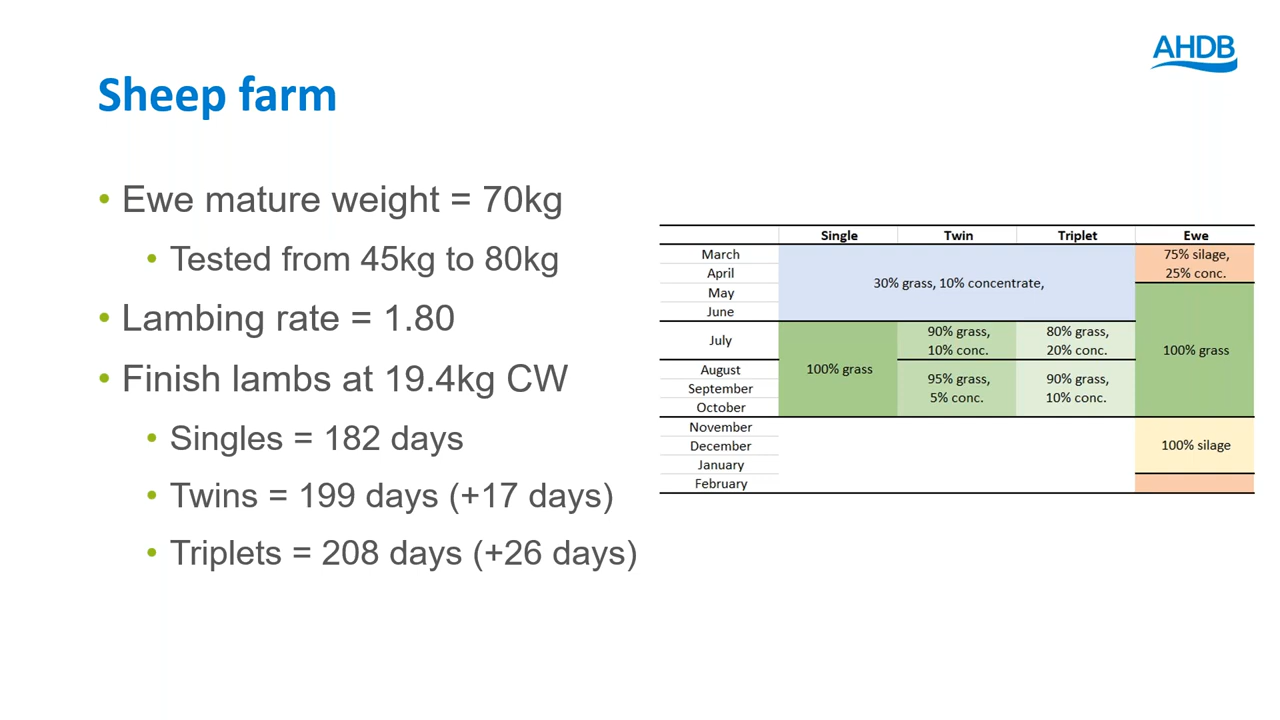 AHDB
Sheep farm
• Ewe mature weight = 70kg
• Tested from 45kg to 80kg
• Lambing rate = 1.80
• Finish lambs at 19.4kg CW
• Singles = 182 days
• Twins = 199 days (+17 days)
• Triplets = 208 days (+26 days)
Single Twin Triplet Ewe
March
April
May
June
July
August
September
October
November
December
January
February
30% grass, 10% concentrate,
100% grass
90% grass,
10% conc.
95% grass,
5% conc.
80% grass,
20% conc.
90% grass,
10% conc.
75% silage,
25% conc.
100% grass
100% silage